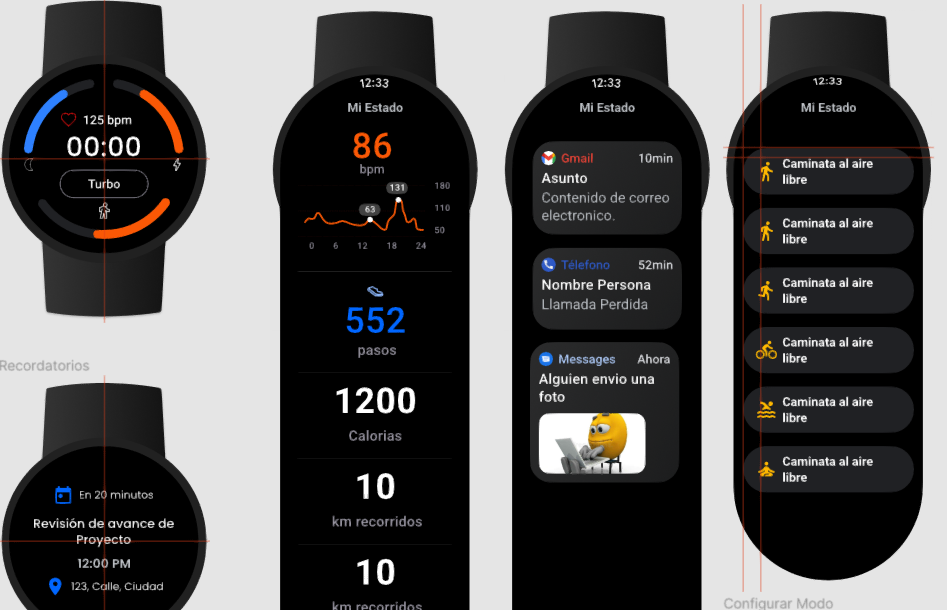 125 bpm
00:00
Turbo
Recordatorios
En 20 minutos
Revisión de avance de
Proyecto
12:00 PM
123, Calle, Ciudad
12:33
Mi Estado
86
bpm
131
180
63
110
50
0 6 12 18 24
552
pasos
1200
Calorias
10
km recorridos
10
km recorridos
12:33
Mi Estado
Gmail 10min
Asunto
Contenido de correo
electronico.
Télefono 52min
Nombre Persona
Llamada Perdida
Messages Ahora
Alguien envio una
foto
12:33
Mi Estado
Caminata al aire
libre
Caminata al aire
libre
Caminata al aire
libre
Caminata al aire
libre
Caminata al aire
libre
Caminata al aire
libre
Configurar Modo